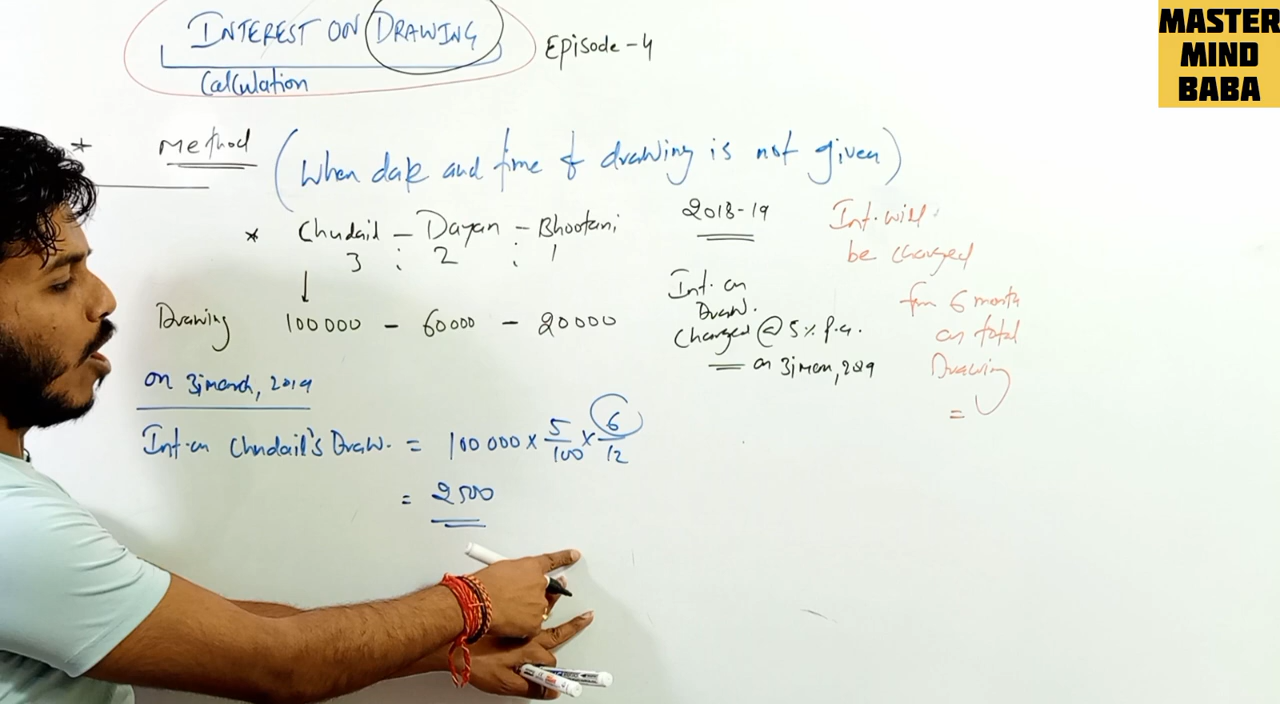 INTEREST ON DRAWING
Calculation
Episode-4
MASTER
MIND
BABA
* Method (When date and time of drawing is not given)
* Chudail - Dayan - Bhootani
3 : 2 : 1
Drawing 100000 - 60000 - 20000
2018-19
Int. on
Draw.
Charged @ 5% p.a.
on 31 march, 2019
Int. will
be charged
for 6 month
on total
Drawing
=
on 31 march, 2019
Int. on Chudail's Draw. = 100000 × 5/100 × 6/12
= 2500